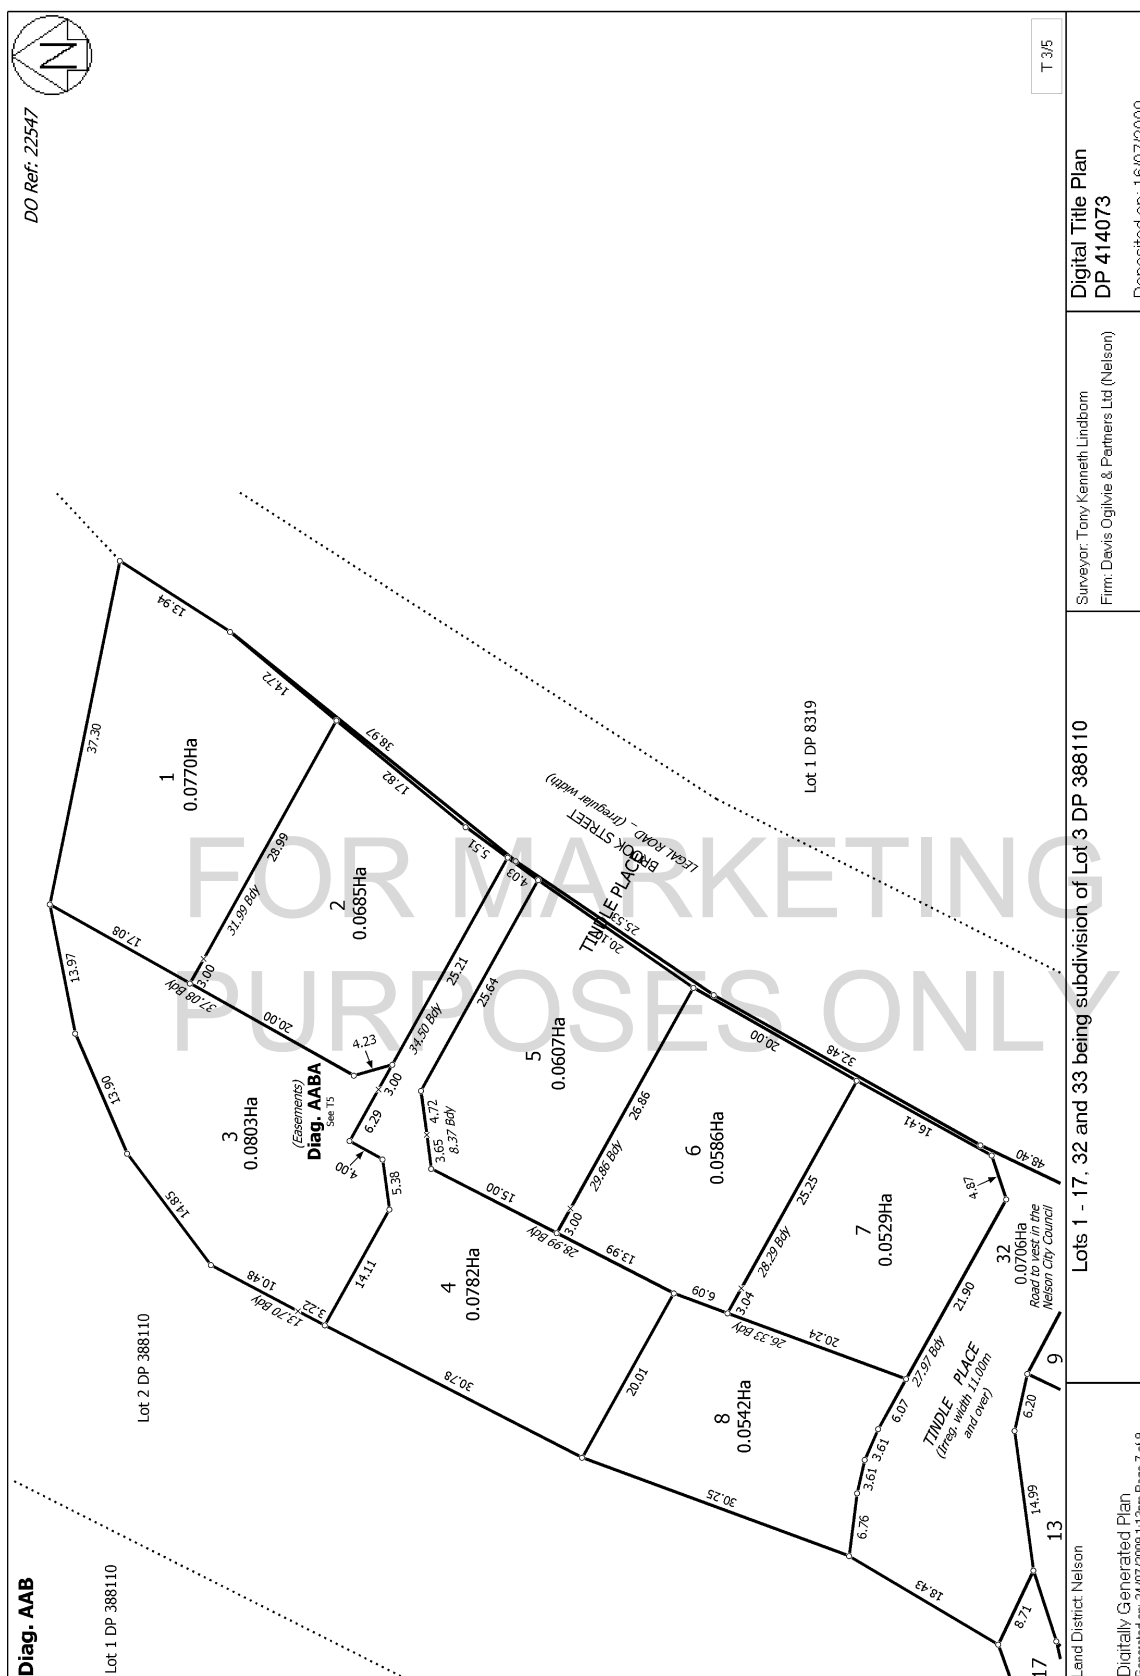 Diag. AAB
DO Ref: 22547
N
T 3/5
Lot 1 DP 388110
Lot 2 DP 388110
Lot 1 DP 8319
37.30
13.94
14.72
38.97
17.82
5.51
4.03
1
0.0770Ha
28.99
31.99 Bdy
3.00
17.08
37.08 Bdy
20.00
4.23
2
0.0685Ha
25.21
34.50 Bdy
3.00
6.29
4.00
5.38
13.97
13.90
14.85
10.48
13.70 Bdy
3.22
14.11
3
0.0803Ha
(Easements)
Diag. AABA
See T5
25.64
4.72
3.65
8.37 Bdy
15.00
5
0.0607Ha
26.86
29.86 Bdy
3.00
28.99 Bdy
13.99
4
0.0782Ha
30.78
20.01
6.09
6
0.0586Ha
25.25
28.29 Bdy
3.04
26.33 Bdy
20.24
7
0.0529Ha
25.53
20.00
32.48
16.41
48.40
4.87
21.90
27.97 Bdy
6.07
3.61
3.61
6.76
8
0.0542Ha
30.25
18.43
8.71
14.99
6.20
9
13
17
32
0.0706Ha
Road to vest in the
Nelson City Council
TINDLE PLACE
(Irreg. width 11.00m
and over)
TINDLE PLACE
BROOK STREET
LEGAL ROAD _ (Irregular width)
FOR MARKETING
PURPOSES ONLY
Land District: Nelson
Digitally Generated Plan
Lots 1 - 17, 32 and 33 being subdivision of Lot 3 DP 388110
Surveyor: Tony Kenneth Lindbom
Firm: Davis Ogilvie & Partners Ltd (Nelson)
Digital Title Plan
DP 414073